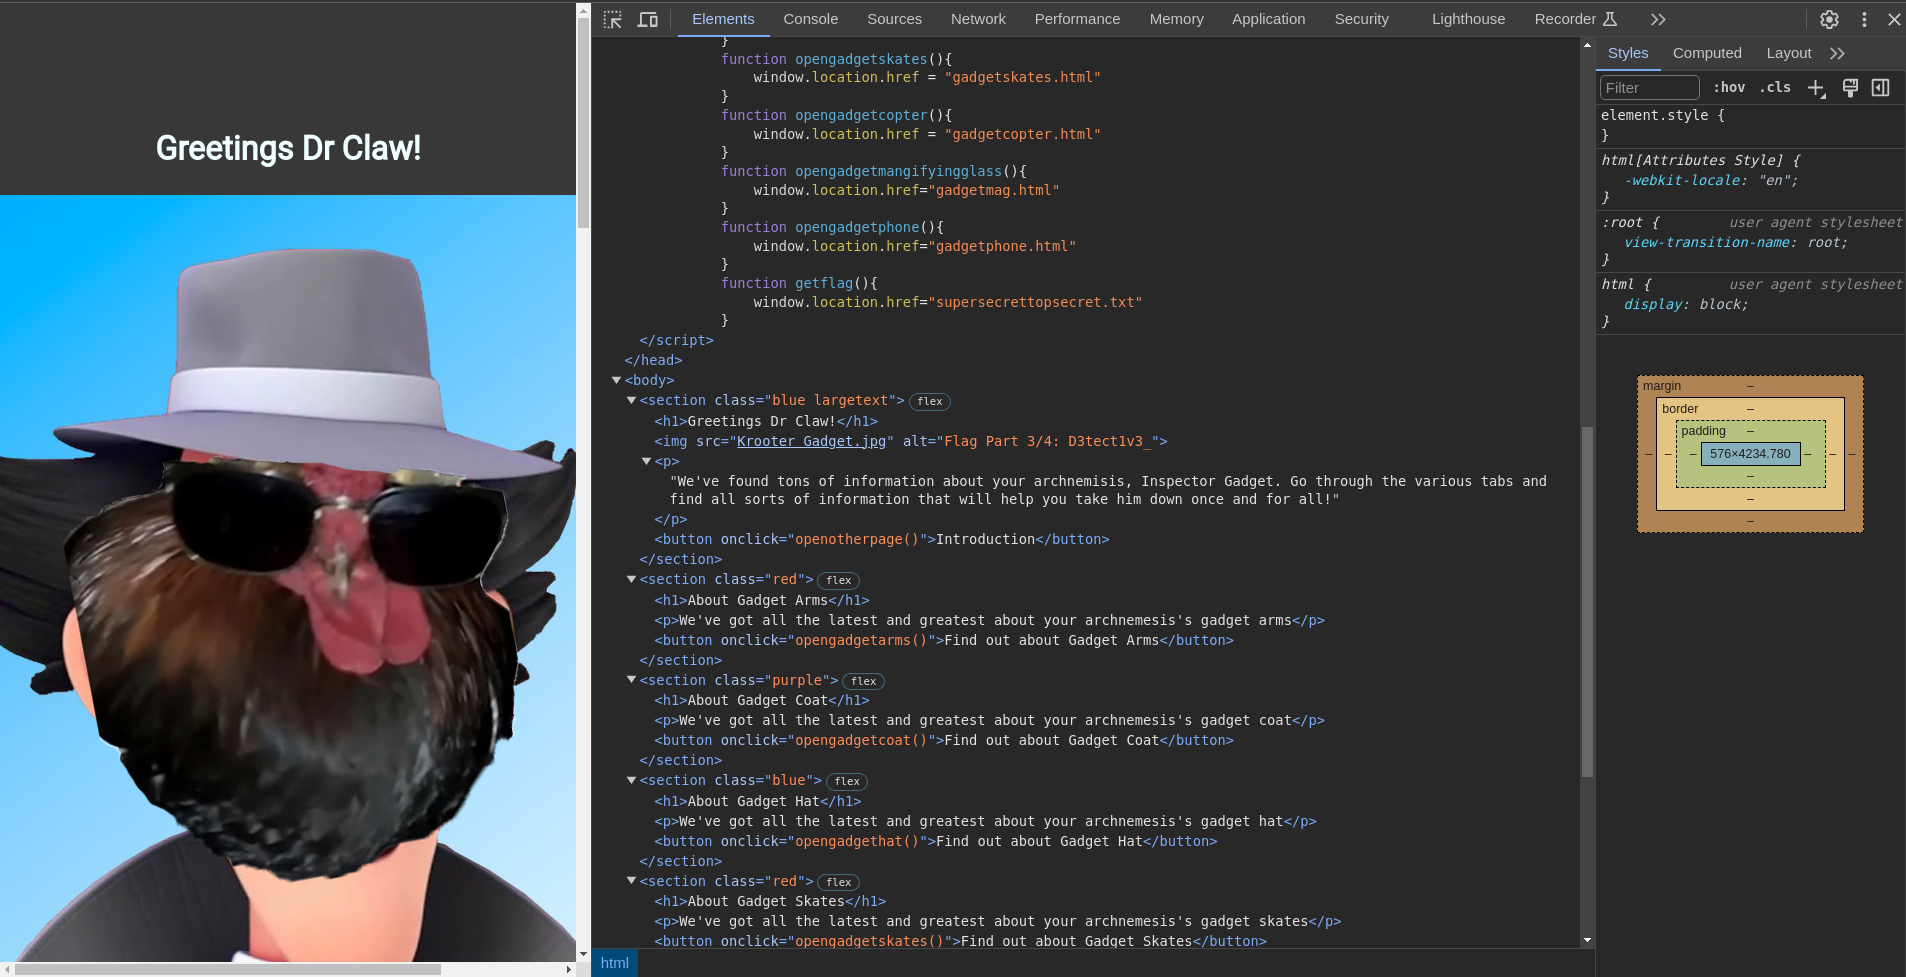 Elements Console Sources Network Performance Memory Application Security Lighthouse Recorder
Greetings Dr Claw!
}
function opengadgetskates(){
window.location.href = "gadgetskates.html"
}
function opengadgetcopter(){
window.location.href = "gadgetcopter.html"
}
function opengadgetmangifyingglass(){
window.location.href="gadgetmag.html"
}
function opengadgetphone(){
window.location.href="gadgetphone.html"
}
function getflag(){
window.location.href="supersecrettopsecret.txt"
}
</script>
</head>
<body>
<section class="blue largetext"> flex
<h1>Greetings Dr Claw!</h1>
<img src="Krooter Gadget.jpg" alt="Flag Part 3/4: D3tect1v3_">
<p>
"We've found tons of information about your archnemisis, Inspector Gadget. Go through the various tabs and
find all sorts of information that will help you take him down once and for all!"
</p>
<button onclick="openotherpage()">Introduction</button>
</section>
<section class="red"> flex
<h1>About Gadget Arms</h1>
<p>We've got all the latest and greatest about your archnemesis's gadget arms</p>
<button onclick="opengadgetarms()">Find out about Gadget Arms</button>
</section>
<section class="purple"> flex
<h1>About Gadget Coat</h1>
<p>We've got all the latest and greatest about your archnemesis's gadget coat</p>
<button onclick="opengadgetcoat()">Find out about Gadget Coat</button>
</section>
<section class="blue"> flex
<h1>About Gadget Hat</h1>
<p>We've got all the latest and greatest about your archnemesis's gadget hat</p>
<button onclick="opengadgethat()">Find out about Gadget Hat</button>
</section>
<section class="red"> flex
<h1>About Gadget Skates</h1>
<p>We've got all the latest and greatest about your archnemesis's gadget skates</p>
<button onclick="opengadgetskates()">Find out about Gadget Skates</button>
html
Styles Computed Layout
Filter :hov .cls
element.style {
}
html[Attributes Style] {
-webkit-locale: "en";
}
:root { user agent stylesheet
view-transition-name: root;
}
html { user agent stylesheet
display: block;
}
margin –
border –
padding –
– – – 576×4234.780 – – –
–
–
–